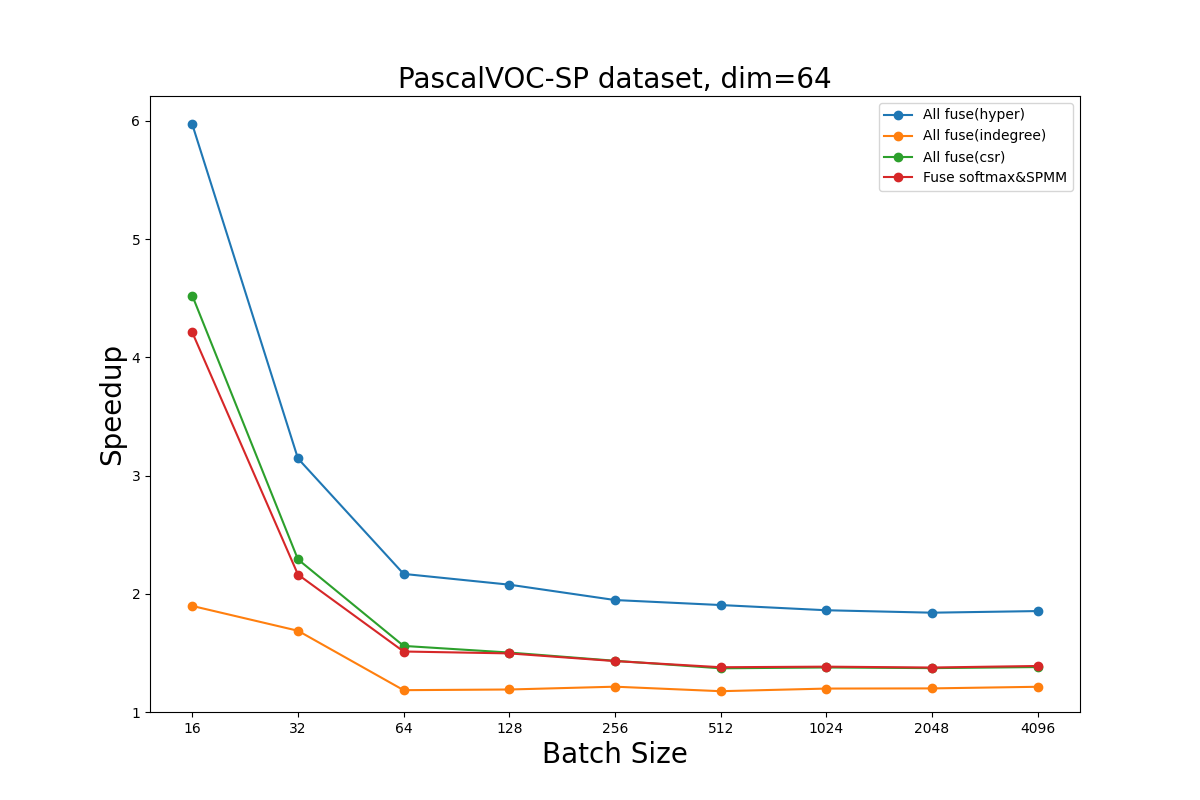 PascalVOC-SP dataset, dim=64
All fuse(hyper)
All fuse(indegree)
All fuse(csr)
Fuse softmax&SPMM
Speedup
6
5
4
3
2
1
16 32 64 128 256 512 1024 2048 4096
Batch Size